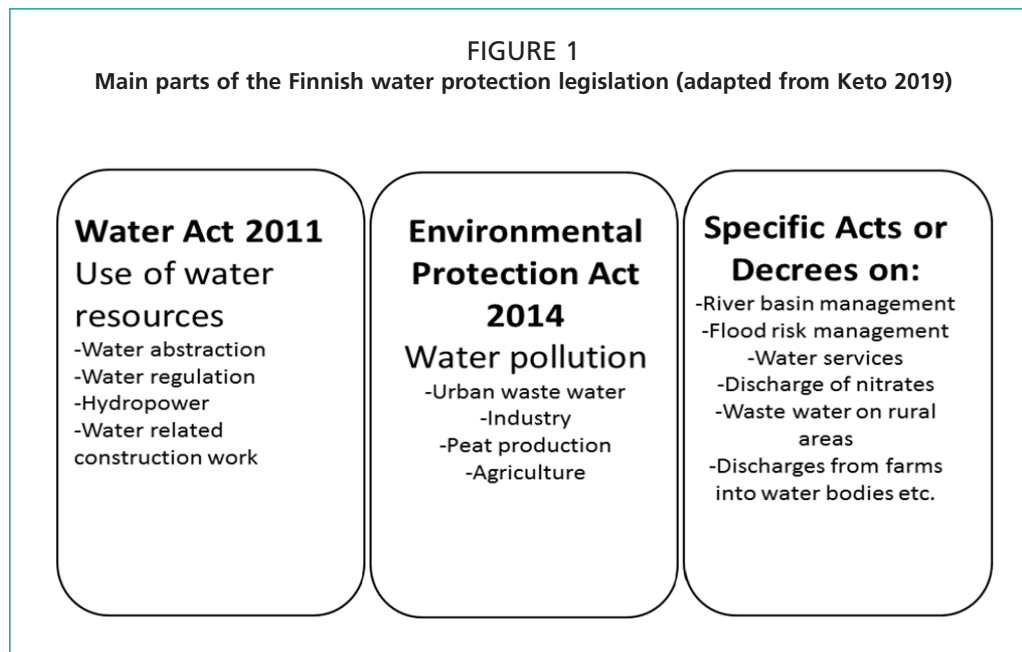 FIGURE 1
Main parts of the Finnish water protection legislation (adapted from Keto 2019)
Water Act 2011
Use of water
resources
-Water abstraction
-Water regulation
-Hydropower
-Water related
construction work
Environmental
Protection Act
2014
Water pollution
-Urban waste water
-Industry
-Peat production
-Agriculture
Specific Acts or
Decrees on:
-River basin management
-Flood risk management
-Water services
-Discharge of nitrates
-Waste water on rural
areas
-Discharges from farms
into water bodies etc.